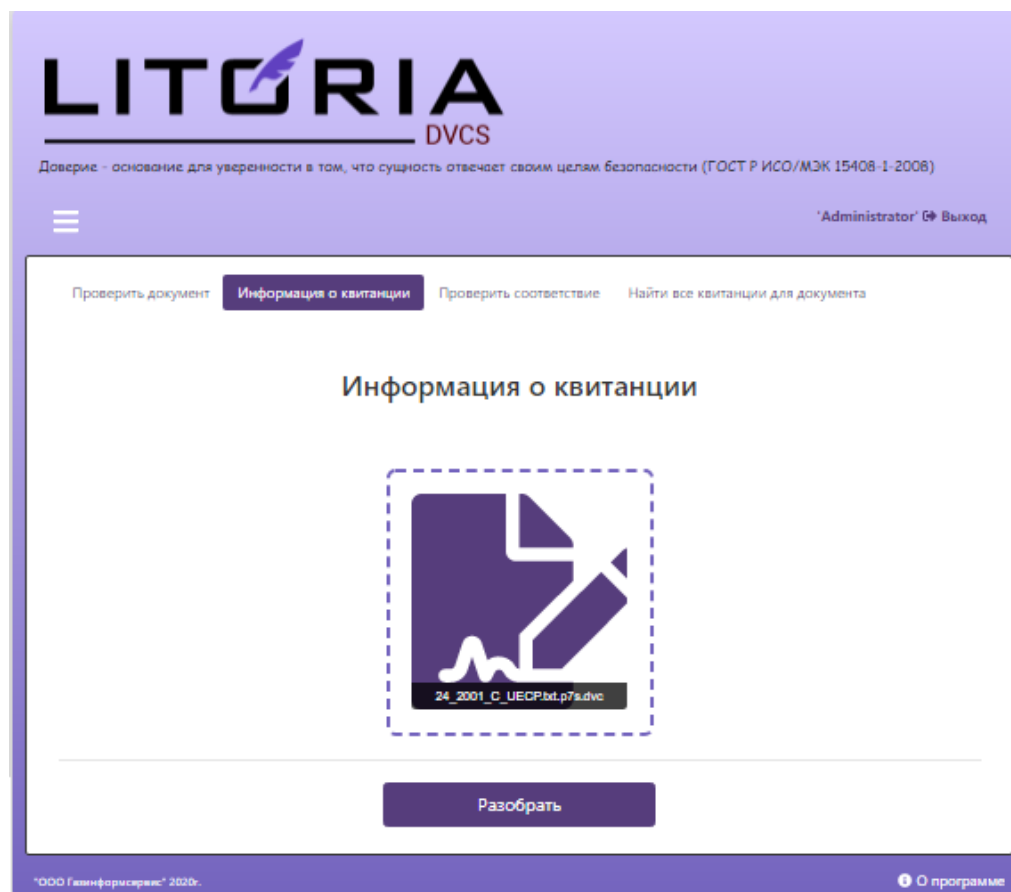 LITORIA
DVCS
Доверие - основание для уверенности в том, что сущность отвечает своим целям безопасности (ГОСТ Р ИСО/МЭК 15408-1-2008)
'Administrator' Выход
Проверить документ Информация о квитанции Проверить соответствие Найти все квитанции для документа
Информация о квитанции
24_2001_C_UECP.txt.p7s.dvc
Разобрать
"ООО Газинформсервис" 2020г. О программе